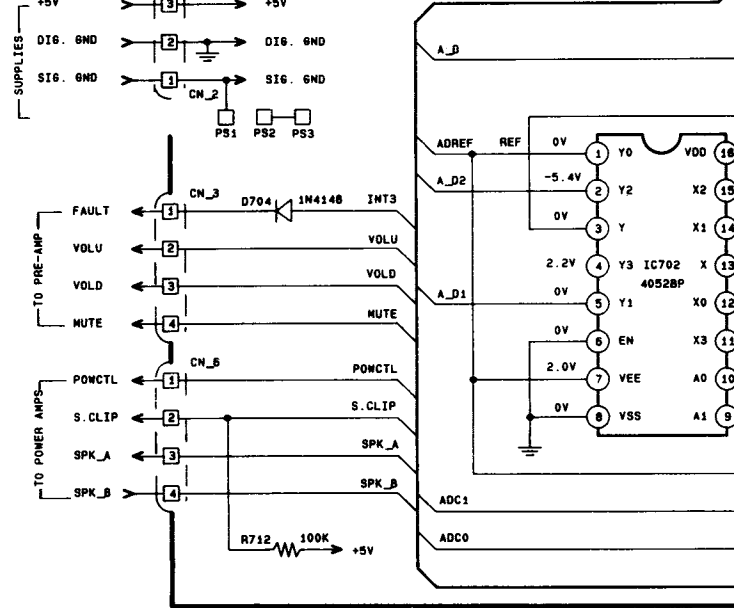 +5V 3 +5V
DIG. GND 2 DIG. GND
SUPPLIES
SIG. GND 1 SIG. GND
CN_2
PS1 PS2 PS3
A_D
ADREF REF 0V 1 Y0 VDD 16
A_D2 -5.4V 2 Y2 X2 15
CN_3
FAULT 1 D704 1N4148 INT3
0V 3 Y X1 14
VOLU 2 VOLU
TO PRE-AMP
2.2V 4 Y3 IC702 X 13
4052BP
VOLD 3 VOLD
A_D1 0V 5 Y1 X0 12
MUTE 4 MUTE
0V 6 EN X3 11
CN_6
POWCTL 1 POWCTL
2.0V 7 VEE A0 10
S.CLIP 2 S.CLIP
0V 8 VSS A1 9
TO POWER AMPS
SPK_A 3 SPK_A
SPK_B 4 SPK_B
ADC1
R712 100K +5V
ADC0